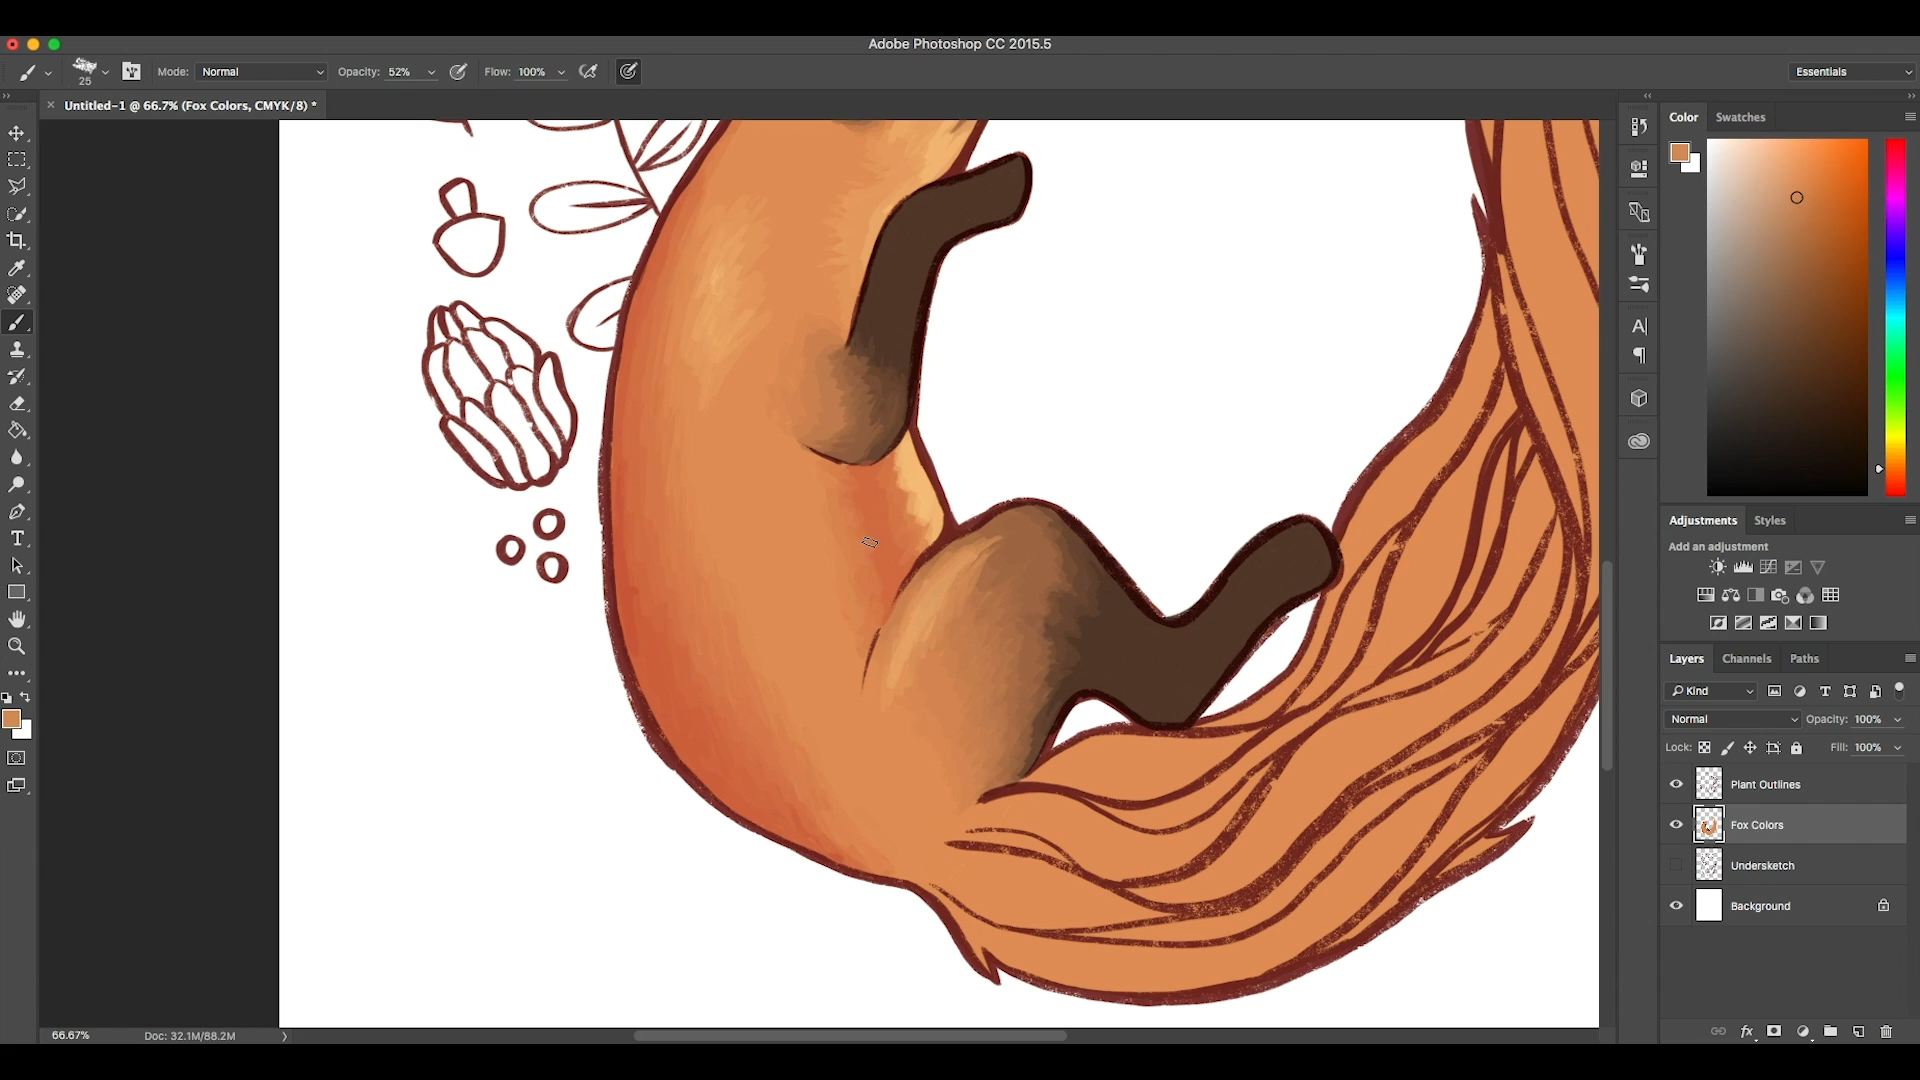 Adobe Photoshop CC 2015.5
25
Mode: Normal
Opacity: 52%
Flow: 100%
Essentials
× Untitled-1 @ 66.7% (Fox Colors, CMYK/8) *
Color
Swatches
Adjustments
Styles
Add an adjustment
Layers
Channels
Paths
Kind
Normal
Opacity: 100%
Lock:
Fill: 100%
Plant Outlines
Fox Colors
Undersketch
Background
fx
66.67%
Doc: 32.1M/88.2M